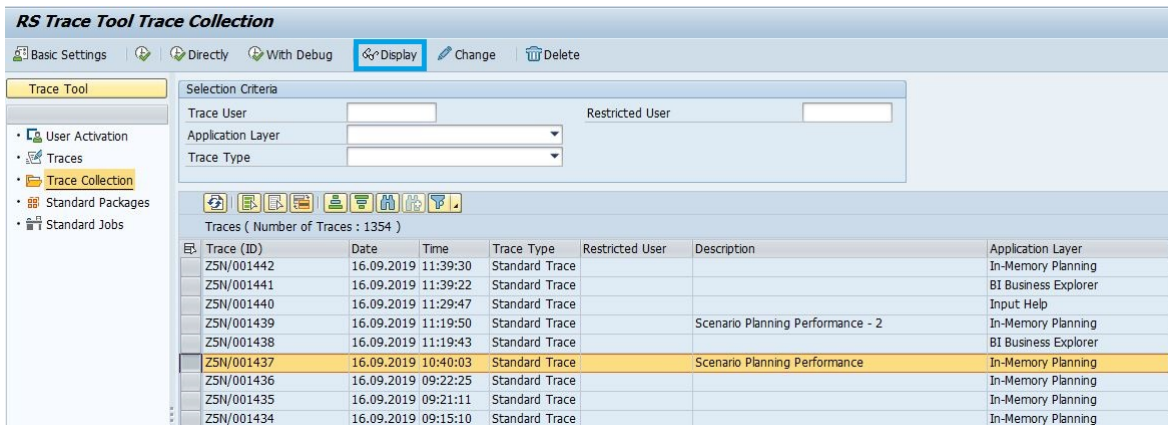 RS Trace Tool Trace Collection
Basic Settings Directly With Debug Display Change Delete
Trace Tool
User Activation
Traces
Trace Collection
Standard Packages
Standard Jobs
Selection Criteria
Trace User Restricted User
Application Layer
Trace Type
Traces ( Number of Traces : 1354 )
Trace (ID) Date Time Trace Type Restricted User Description Application Layer
Z5N/001442 16.09.2019 11:39:30 Standard Trace In-Memory Planning
Z5N/001441 16.09.2019 11:39:22 Standard Trace BI Business Explorer
Z5N/001440 16.09.2019 11:29:47 Standard Trace Input Help
Z5N/001439 16.09.2019 11:19:50 Standard Trace Scenario Planning Performance - 2 In-Memory Planning
Z5N/001438 16.09.2019 11:19:43 Standard Trace BI Business Explorer
Z5N/001437 16.09.2019 10:40:03 Standard Trace Scenario Planning Performance In-Memory Planning
Z5N/001436 16.09.2019 09:22:25 Standard Trace In-Memory Planning
Z5N/001435 16.09.2019 09:21:11 Standard Trace In-Memory Planning
Z5N/001434 16.09.2019 09:15:10 Standard Trace In-Memory Planning